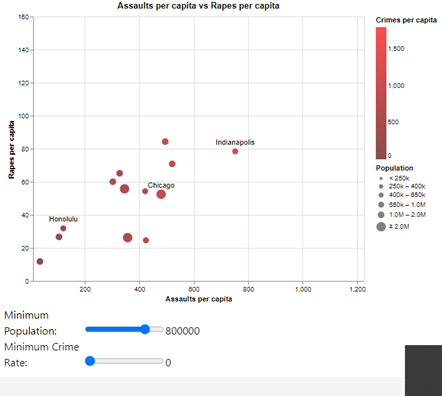 Assaults per capita vs Rapes per capita
Crimes per capita
160
140
120
100
80
60
40
20
0
Rapes per capita
Indianapolis
Chicago
Honolulu
1,500
1,000
500
0
Population
< 250k
250k – 400k
400k – 650k
650k – 1.0M
1.0M – 2.0M
≥ 2.0M
200
400
600
800
1,000
1,200
Assaults per capita
Minimum
Population: 800000
Minimum Crime
Rate: 0